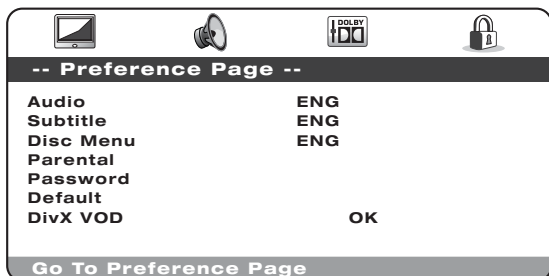 DOLBY
-- Preference Page --
Audio ENG
Subtitle ENG
Disc Menu ENG
Parental
Password
Default
DivX VOD OK
Go To Preference Page